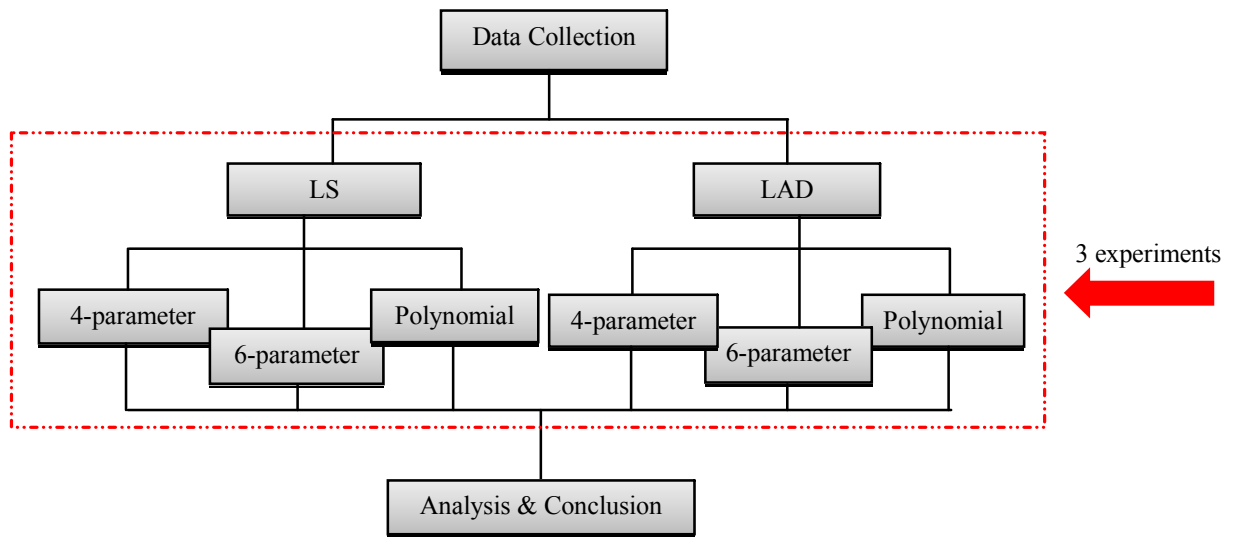 Data Collection
LS
LAD
3 experiments
4-parameter
6-parameter
Polynomial
4-parameter
6-parameter
Polynomial
Analysis & Conclusion